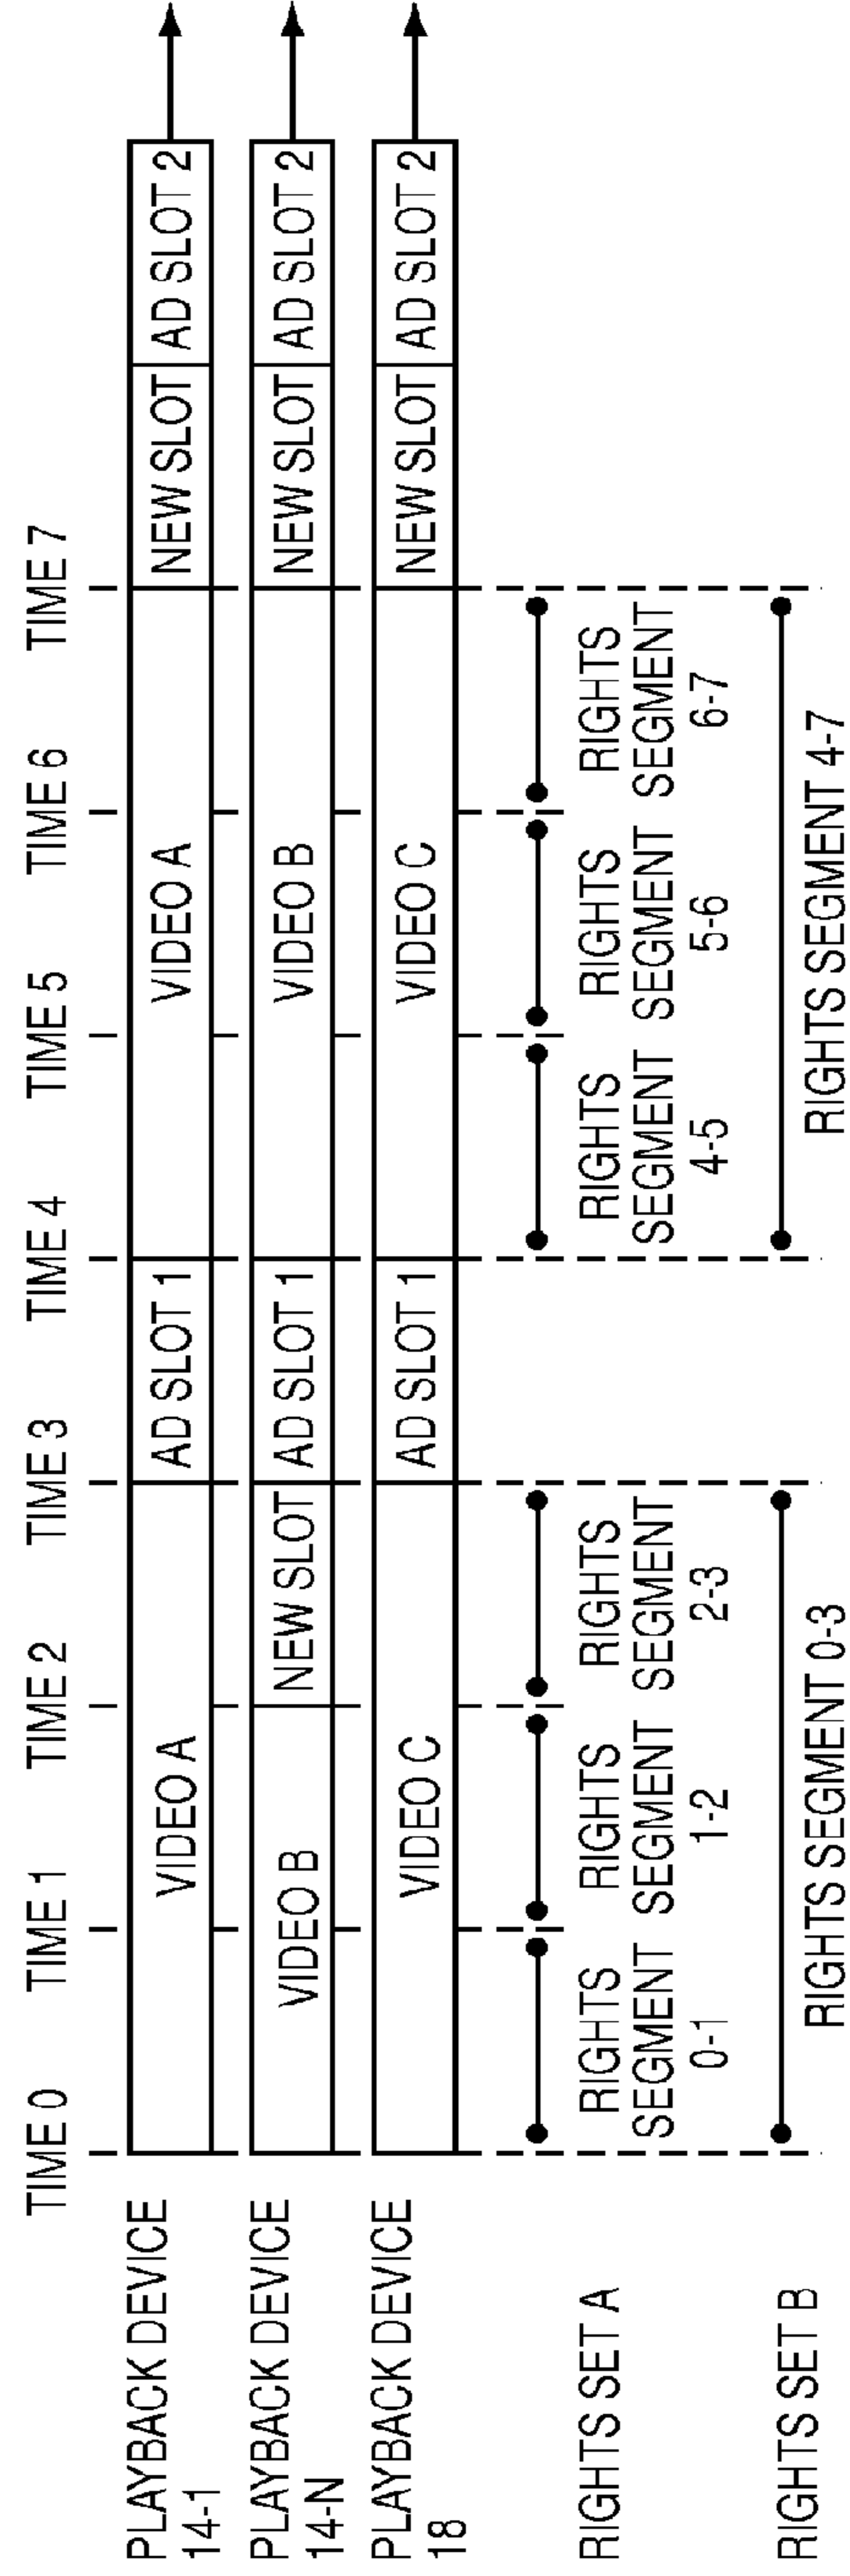 TIME 0
TIME 1
TIME 2
TIME 3
TIME 4
TIME 5
TIME 6
TIME 7
PLAYBACK DEVICE
14-1
VIDEO A
AD SLOT 1
VIDEO A
NEW SLOT
AD SLOT 2
PLAYBACK DEVICE
14-N
VIDEO B
NEW SLOT
AD SLOT 1
VIDEO B
NEW SLOT
AD SLOT 2
PLAYBACK DEVICE
18
VIDEO C
AD SLOT 1
VIDEO C
NEW SLOT
AD SLOT 2
RIGHTS SET A
RIGHTS
SEGMENT
0-1
RIGHTS
SEGMENT
1-2
RIGHTS
SEGMENT
2-3
RIGHTS
SEGMENT
4-5
RIGHTS
SEGMENT
5-6
RIGHTS
SEGMENT
6-7
RIGHTS SET B
RIGHTS SEGMENT 0-3
RIGHTS SEGMENT 4-7